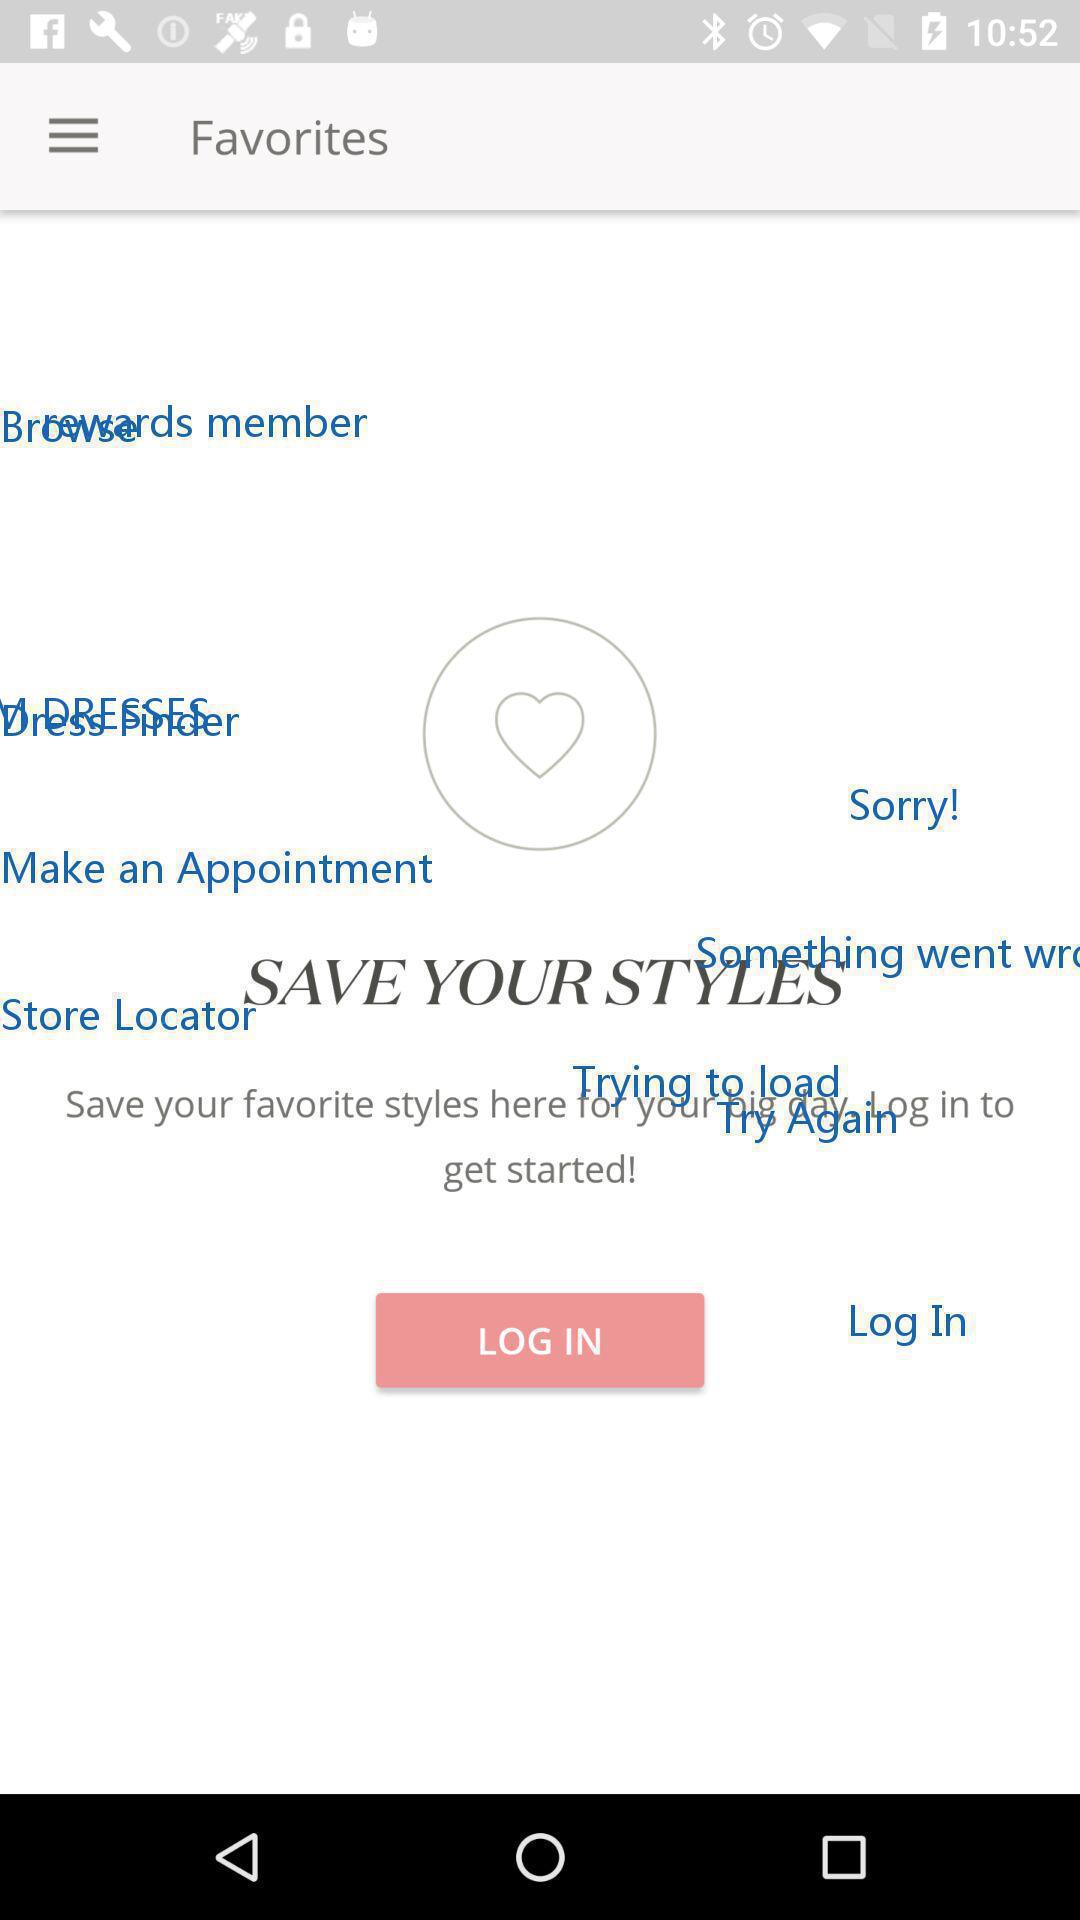 FAKE
10:52
Favorites
Browse
rewards member
DRESSES
Dress Finder
Sorry!
Make an Appointment
Something went
SAVE YOUR STYLES
Store Locator
Trying to load
Save your favorite styles here for your big day. Log in to
Try Again
get started!
Log In
LOG IN